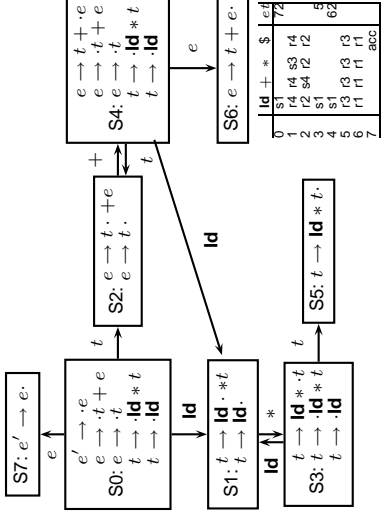 S7: e′ → e·
e
S0: e′ → ·e
e → ·t + e
e → ·t
t → ·Id * t
t → ·Id
t
S2: e → t· +e
e → t·
+
t
S4: e → t + ·e
e → ·t + e
e → ·t
t → ·Id * t
t → ·Id
Id
Id
e
S1: t → Id · *t
t → Id·
Id
*
S3: t → Id * ·t
t → ·Id * t
t → ·Id
t
S5: t → Id * t·
S6: e → t + e·
Id + * $ e t
0 s1 7 2
1 r4 r4 s3 r4
2 r2 s4 r2 r2
3 s1 5
4 s1 6 2
5 r3 r3 r3 r3
6 r1 r1 r1 r1
7 acc